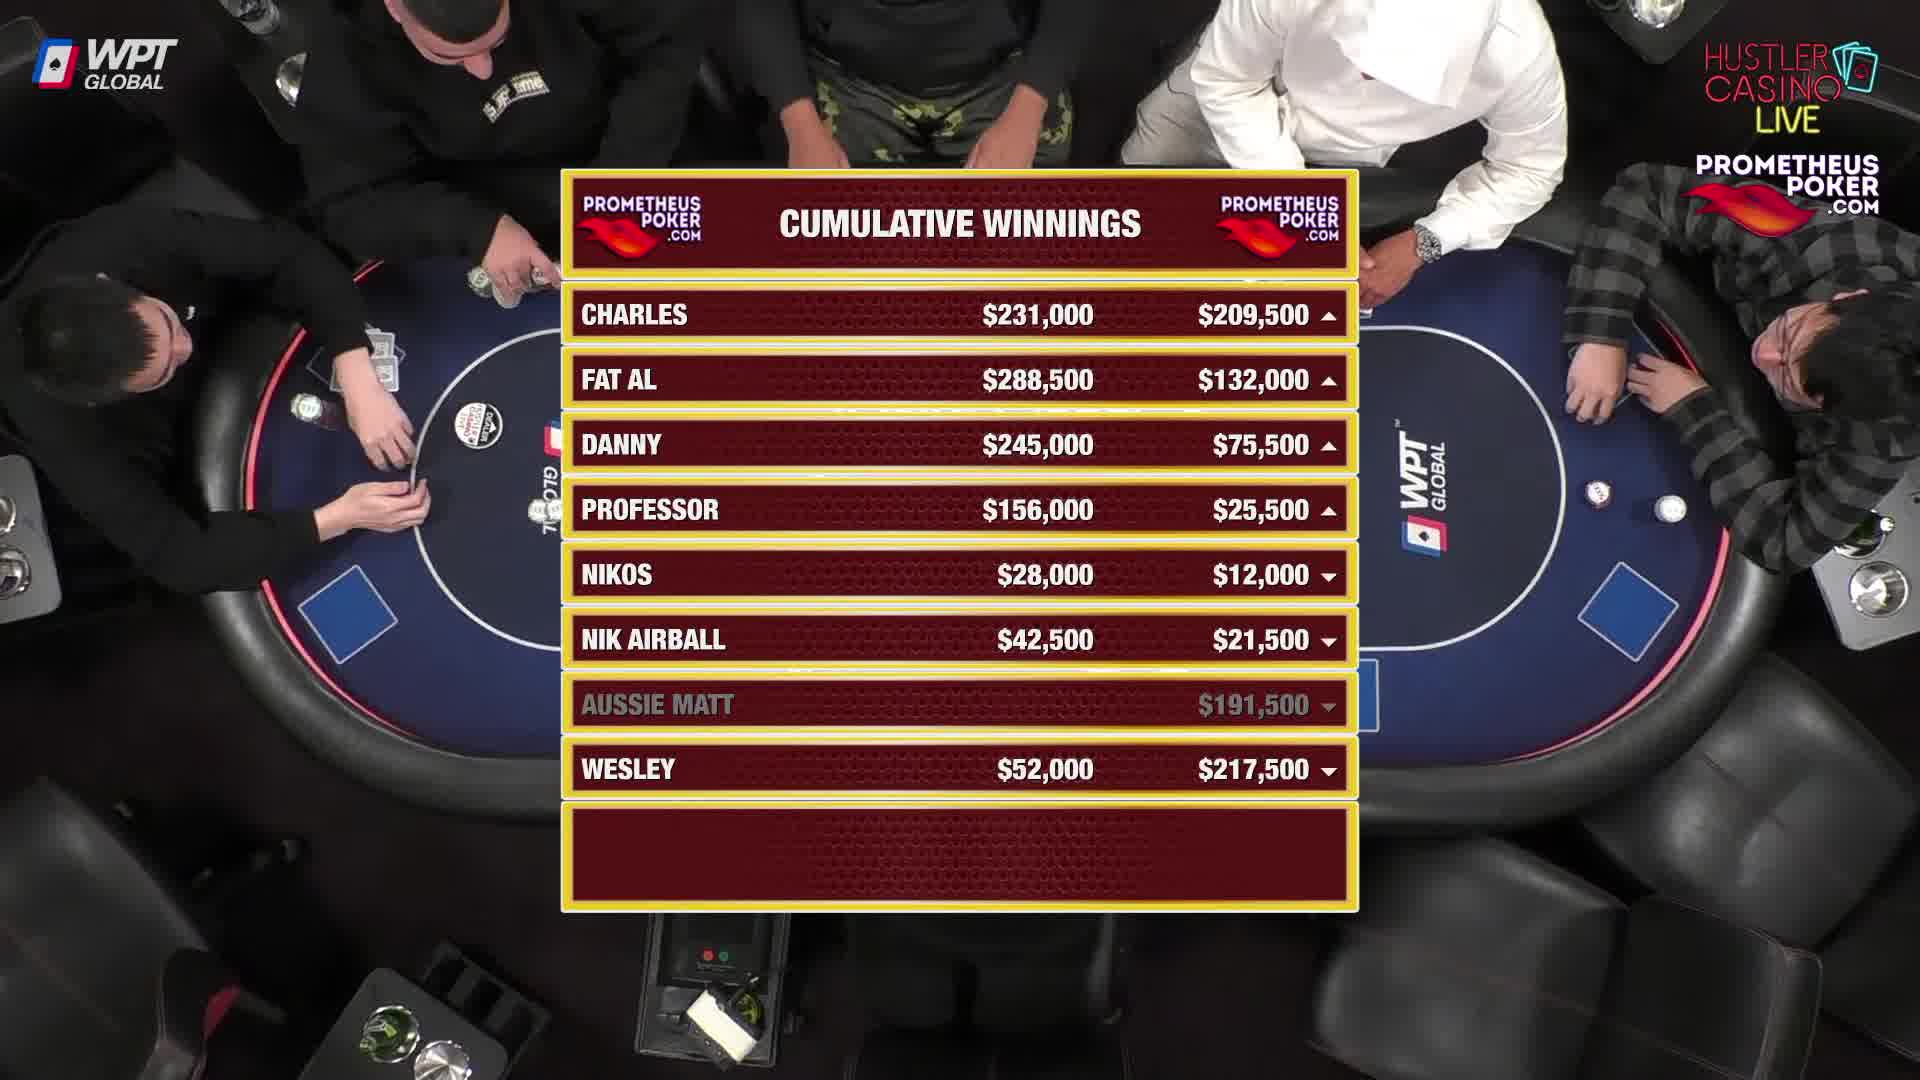 WPT
GLOBAL
HUSTLER
CASINO
LIVE
PROMETHEUS
POKER
.COM
PROMETHEUS
POKER
.COM
CUMULATIVE WINNINGS
PROMETHEUS
POKER
.COM
CHARLES $231,000 $209,500
FAT AL $288,500 $132,000
DANNY $245,000 $75,500
PROFESSOR $156,000 $25,500
NIKOS $28,000 $12,000
NIK AIRBALL $42,500 $21,500
AUSSIE MATT $191,500
WESLEY $52,000 $217,500
WPT
GLOBAL
DEALER